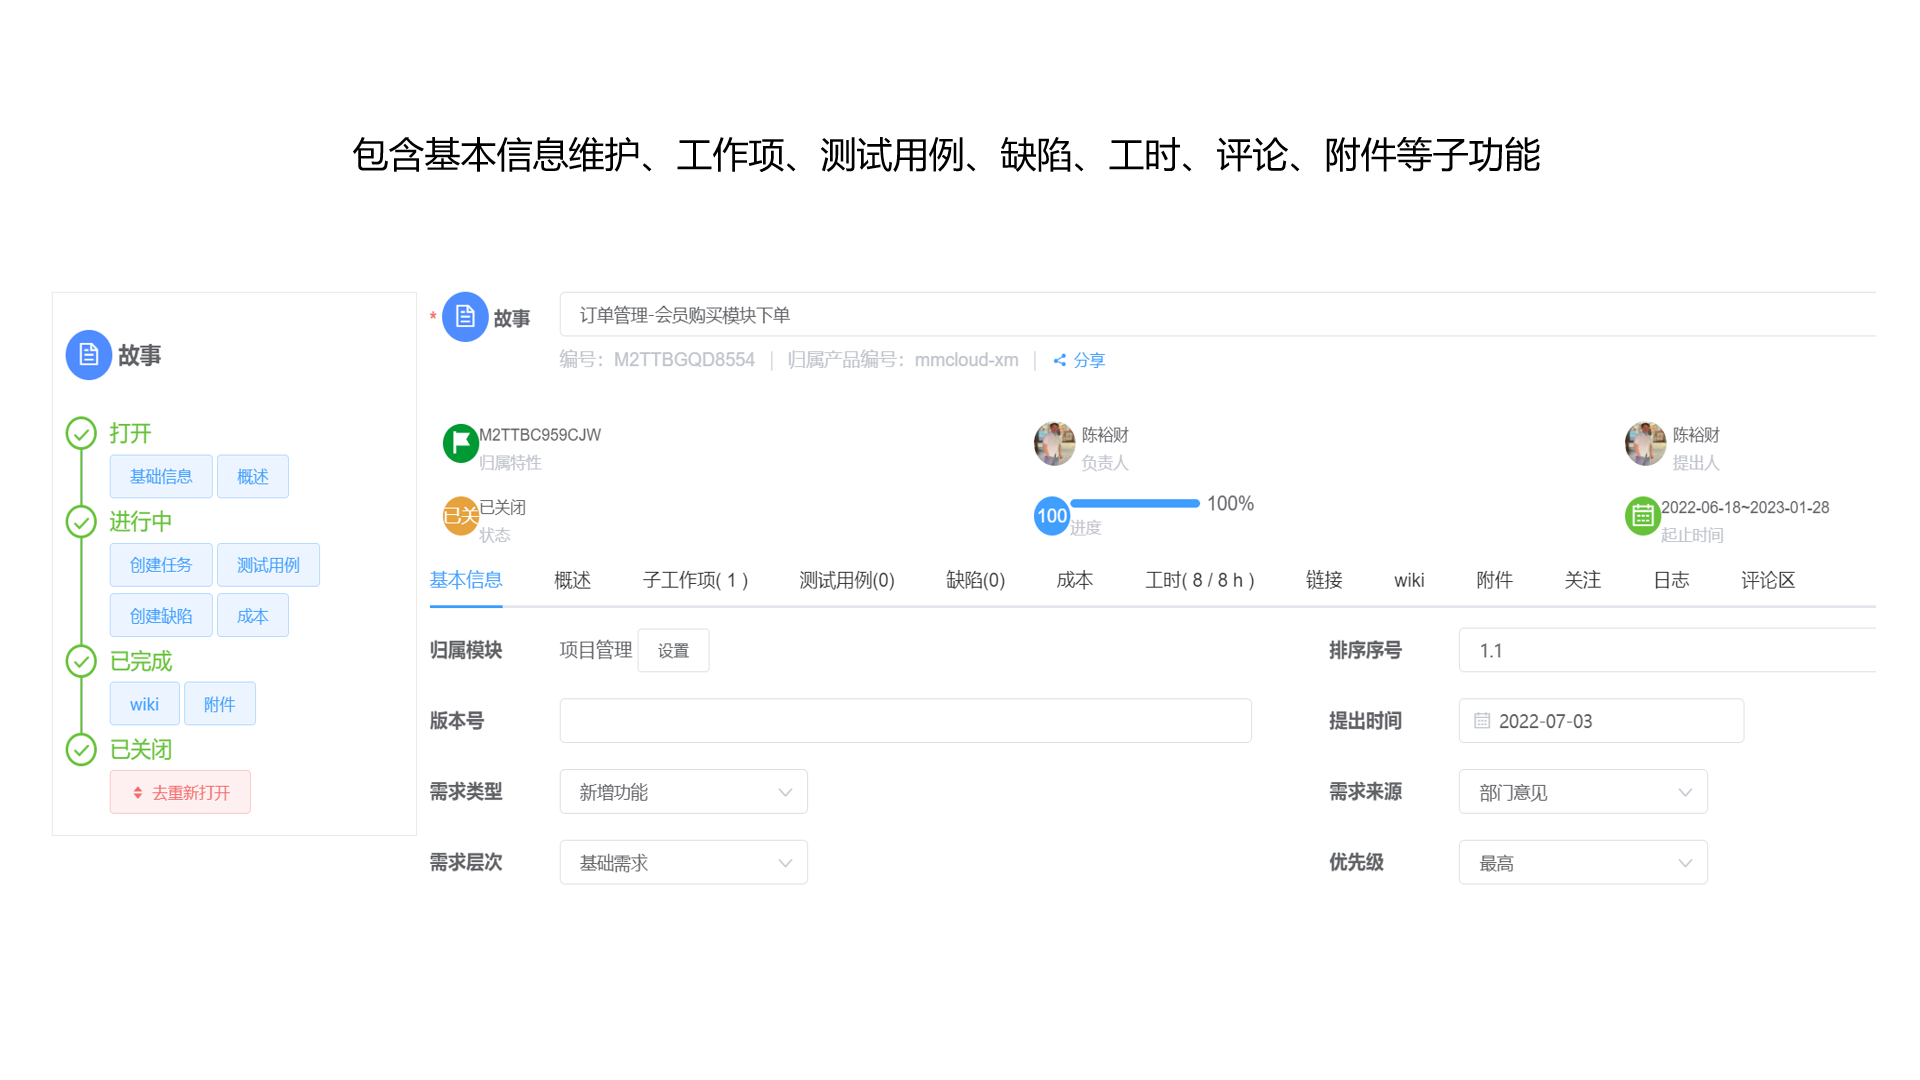 包含基本信息维护、工作项、测试用例、缺陷、工时、评论、附件等子功能
故事
打开
基础信息 概述
进行中
创建任务 测试用例
创建缺陷 成本
已完成
wiki 附件
已关闭
去重新打开
* 故事 订单管理-会员购买模块下单
编号：M2TTBGQD8554 | 归属产品编号：mmcloud-xm | 分享
M2TTBC959CJW
归属特性
陈裕财
负责人
陈裕财
提出人
已关 已关闭
状态
100 100%
进度
2022-06-18~2023-01-28
起止时间
基本信息 概述 子工作项( 1 ) 测试用例(0) 缺陷(0) 成本 工时( 8 / 8 h ) 链接 wiki 附件 关注 日志 评论区
归属模块 项目管理 设置 排序序号 1.1
版本号 提出时间 2022-07-03
需求类型 新增功能 需求来源 部门意见
需求层次 基础需求 优先级 最高